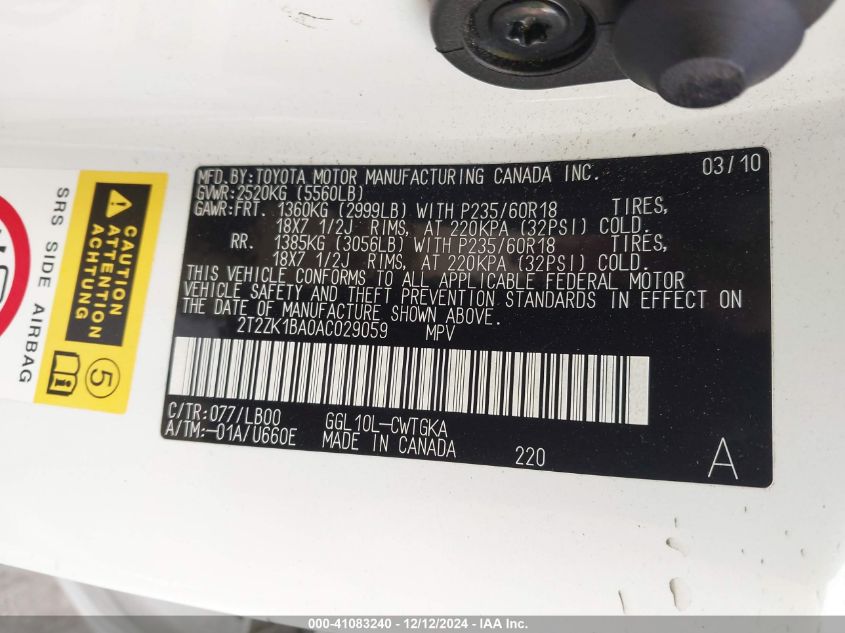 MFD.BY:TOYOTA MOTOR MANUFACTURING CANADA INC. 03/10
GVWR:2520KG (5560LB)
GAWR:FRT. 1360KG (2999LB) WITH P235/60R18 TIRES,
18X7 1/2J RIMS, AT 220KPA (32PSI) COLD.
RR. 1385KG (3056LB) WITH P235/60R18 TIRES,
18X7 1/2J RIMS, AT 220KPA (32PSI) COLD.
THIS VEHICLE CONFORMS TO ALL APPLICABLE FEDERAL MOTOR
VEHICLE SAFETY AND THEFT PREVENTION STANDARDS IN EFFECT ON
THE DATE OF MANUFACTURE SHOWN ABOVE.
2T2ZK1BA0AC029059 MPV
C/TR:077/LB00 GGL10L-CWTGKA
A/TM:-01A/U660E MADE IN CANADA 220 A
SRS SIDE AIRBAG
CAUTION
ATTENTION
ACHTUNG
i
5
000-41083240 - 12/12/2024 - IAA Inc.